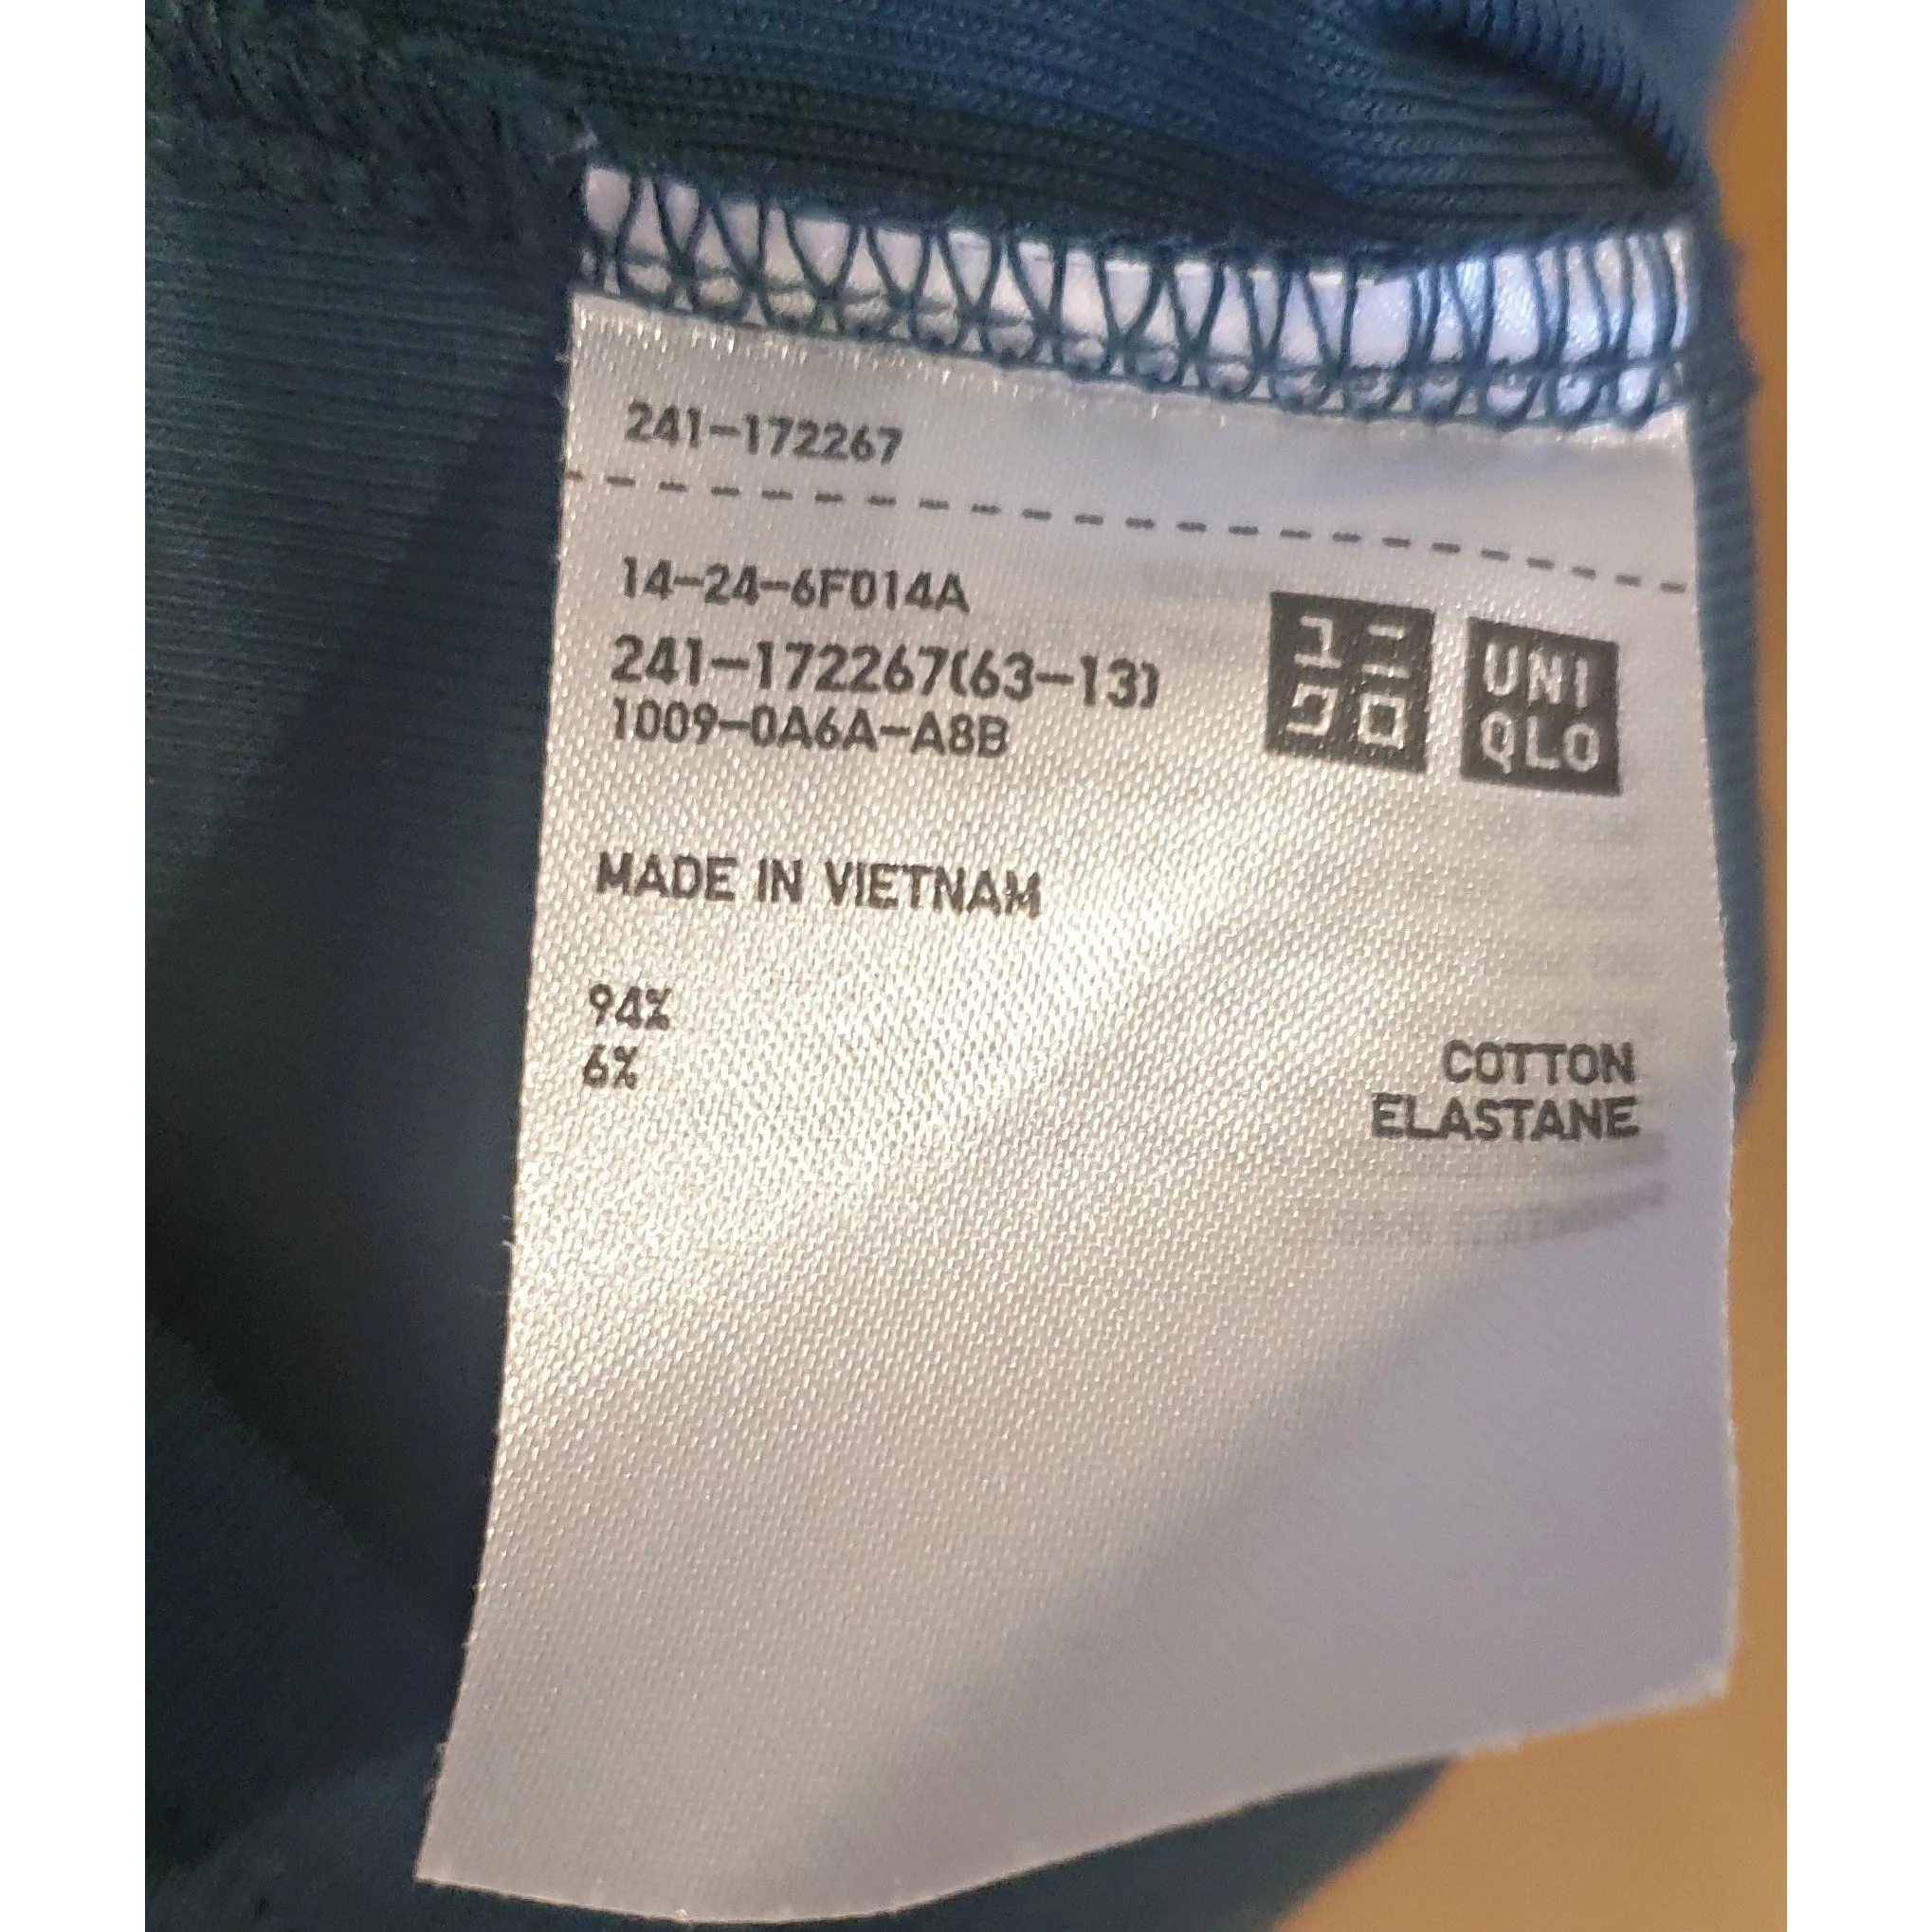 241-172267
14-24-6F014A
241-172267(63-13)
1009-0A6A-A8B
ユニ
クロ
UNI
QLO
MADE IN VIETNAM
94% COTTON
6% ELASTANE